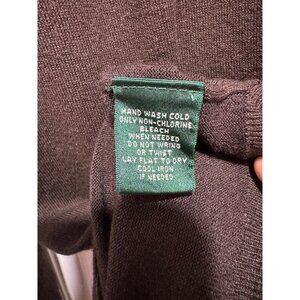 HAND WASH COLD
ONLY NON-CHLORINE
BLEACH
WHEN NEEDED
DO NOT WRING
OR TWIST
LAY FLAT TO DRY
COOL IRON
IF NEEDED